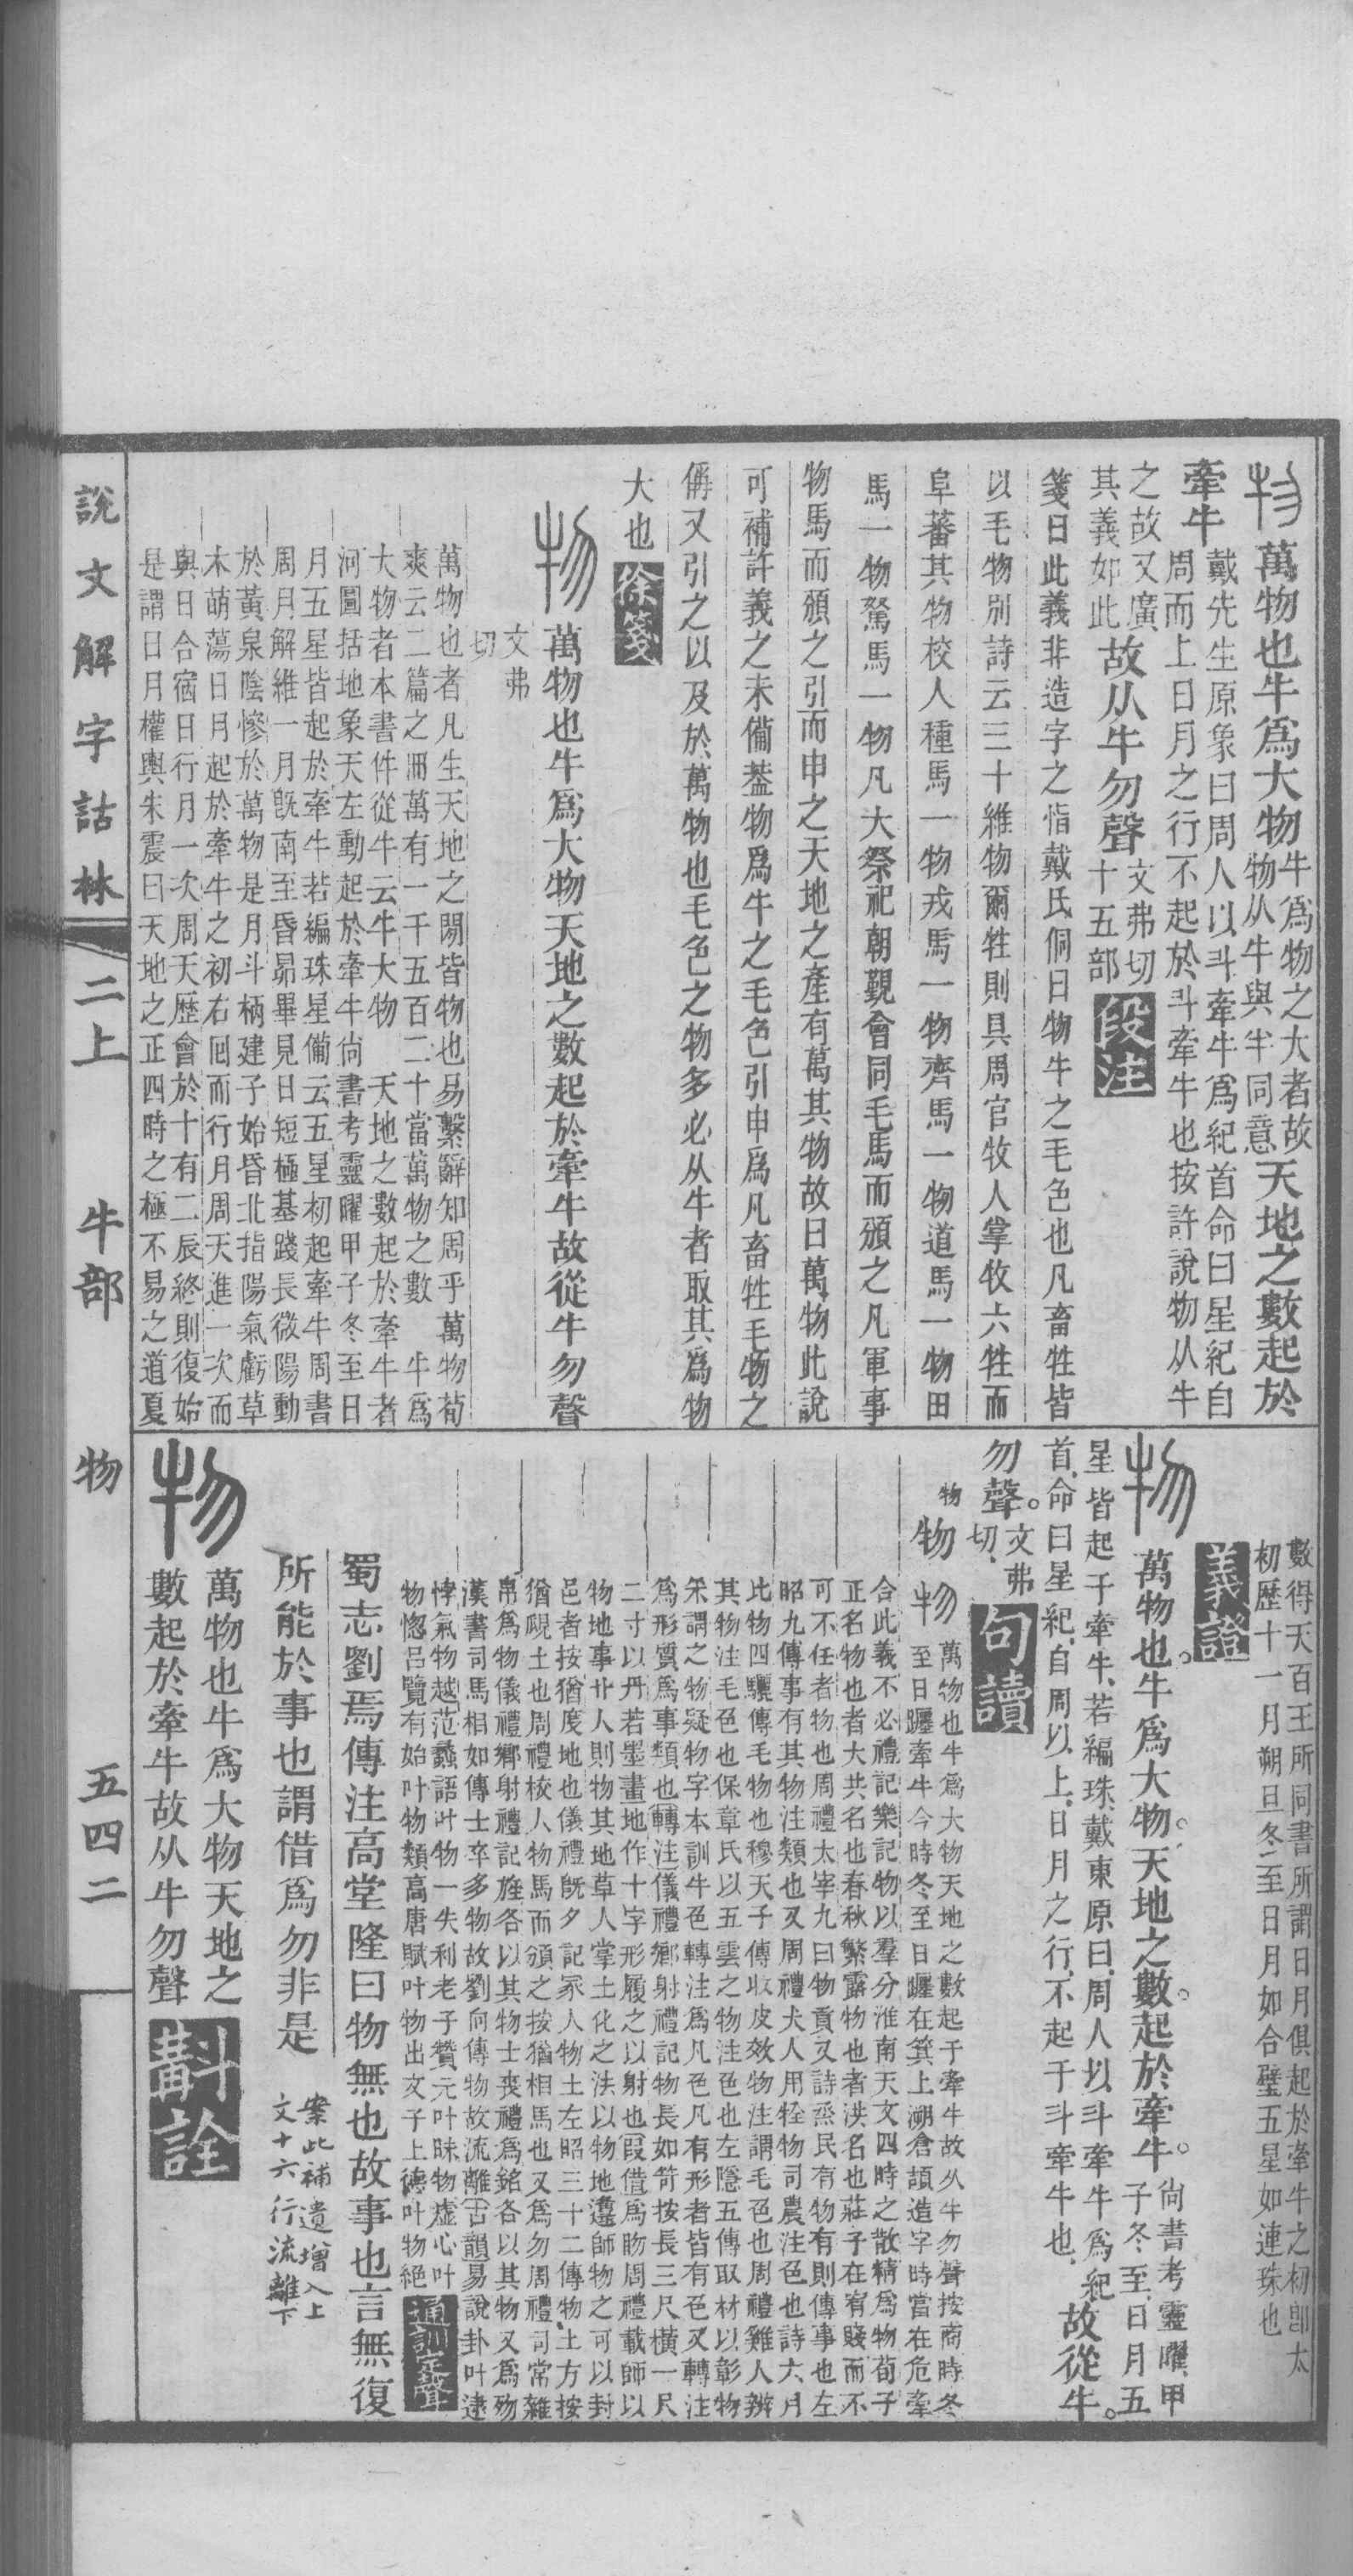 物 萬物也牛爲大物
牛爲物之大者故
物从牛與半同意
天地之數起於
牽牛
戴先生原象曰周人以斗牽牛爲紀首命曰星紀自
周而上日月之行不起於斗牽牛也按許說物从牛
之故又廣
其義如此
故从牛勿聲
文弗切
十五部
段注
箋曰此義非造字之恉戴氏侗曰物牛之毛色也凡畜牲皆
以毛物別詩云三十維物爾牲則具周官牧人掌牧六牲而
阜蕃其物校人種馬一物戎馬一物齊馬一物道馬一物田
馬一物駑馬一物凡大祭祀朝覲會同毛馬而頒之凡軍事
物馬而頒之引而申之天地之產有萬其物故曰萬物此說
可補許義之未備葢物爲牛之毛色引申爲凡畜牲毛物之
偁又引之以及於萬物也毛色之物多必从牛者取其爲物
大也
徐箋
物 萬物也牛爲大物天地之數起於牽牛故從牛勿聲
文弗
切
萬物也者凡生天地之閒皆物也易繫辭知周乎萬物荀
爽云二篇之冊萬有一千五百二十當萬物之數 牛爲
大物者本書件從牛云牛大物 天地之數起於牽牛者
河圖括地象天左動起於牽牛尙書考靈曜甲子冬至日
月五星皆起於牽牛若編珠星備云五星初起牽牛周書
周月解維一月旣南至昏昴畢見日短極基踐長微陽動
於黃泉陰慘於萬物是月斗柄建子始昏北指陽氣虧草
木萌蕩日月起於牽牛之初右回而行月周天進一次而
與日合宿日行月一次周天歷會於十有二辰終則復始
是謂日月權輿朱震曰天地之正四時之極不易之道夏
數得天百王所同書所謂日月俱起於牽牛之初卽太
初歷十一月朔旦冬至日月如合璧五星如連珠也
義證
物 萬物也。牛爲大物。天地之數。起於牽牛。
尙書考靈曜、甲
子冬至、日月五
星皆起于牽牛、若編珠、戴東原曰、周人以斗牽牛爲紀
首、命曰星紀、自周以上、日月之行、不起于斗牽牛也、
故從牛。
勿聲。
文弗
切、
句讀
物 物 物
萬物也牛爲大物天地之數起于牽牛故从牛勿聲按商時冬
至日躔牽牛今時冬至日躔在箕上溯倉頡造字時當在危牽
合此義不必禮記樂記物以羣分淮南天文四時之散精爲物荀子
正名物也者大共名也春秋繁露物也者洪名也莊子在宥賤而不
可不任者物也周禮太宰九曰物貢又詩烝民有物有則傳事也左
昭九傳事有其物注類也又周禮犬人用牷物司農注色也詩六月
比物四驪傳毛物也穆天子傳收皮效物注謂毛色也周禮雞人辨
其物注毛色也保章氏以五雲之物注色也左隱五傳取材以彰物
采謂之物疑物字本訓牛色轉注爲凡色凡有形者皆有色又轉注
爲形質爲事類也轉注儀禮鄉射禮記物長如笴按長三尺橫一尺
二寸以丹若墨畫地作十字形履之以射也叚借爲昒周禮載師以
物地事廾人則物其地草人掌土化之法以物地邍師物之可以封
邑者按猶度地也儀禮旣夕記冢人物土左昭三十二傳物土方按
猶覛土也周禮校人物馬而頒之按猶相馬也又爲勿周禮司常雜
帛爲物儀禮鄉射禮記旌各以其物士喪禮爲銘各以其物又爲歾
漢書司馬相如傳士卒多物故劉向傳物故流離古韻易說卦叶逮
悖氣物越范蠡語叶物一失利老子贊元叶昧物虛心叶
物惚呂覽有始叶物類高唐賦叶物出文子上德叶物絕
通訓定聲
蜀志劉焉傳注高堂隆曰物無也故事也言無復
所能於事也謂借爲勿非是
案此補遺增入上
文十六行流離下
物 萬物也牛爲大物天地之
數起於牽牛故从牛勿聲
斠詮
說文解字詁林 二上 牛部 物 五四二